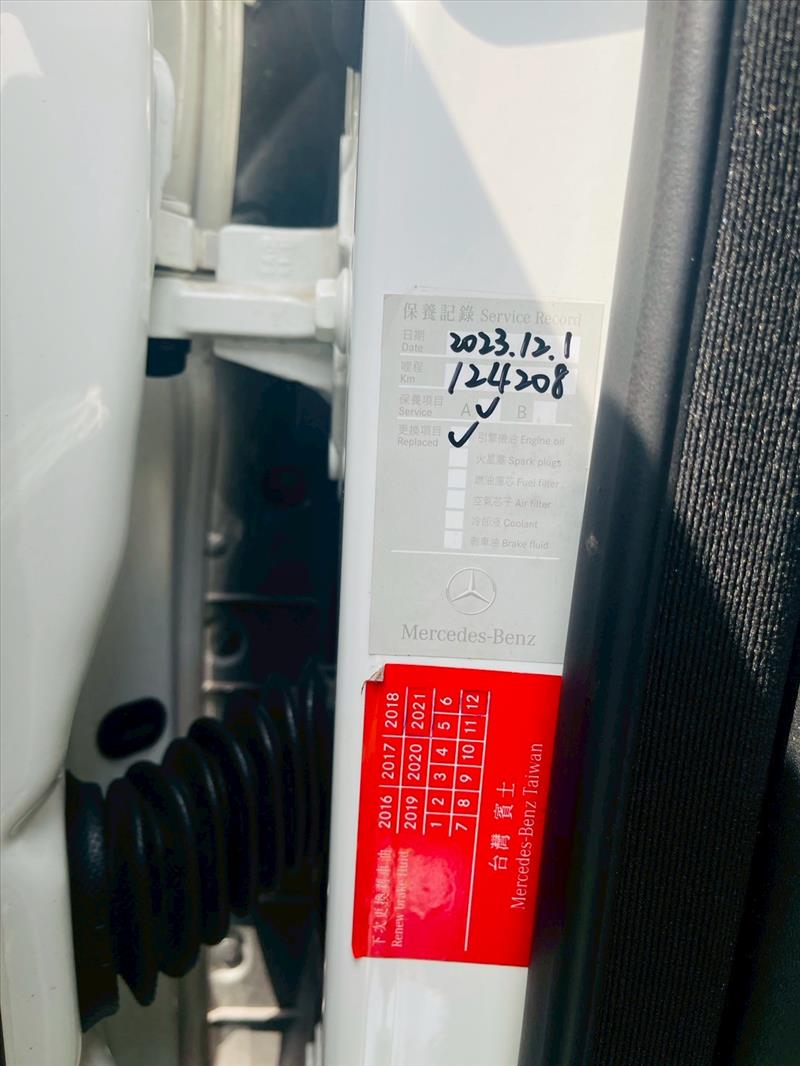 保養記錄 Service Record
日期 2023.12.1
Date
哩程 124208
Km
保養項目 A ✓ B
Service
更換項目 ✓ 引擎機油 Engine oil
Replaced
火星塞 Spark plugs
燃油濾芯 Fuel filter
空氣芯子 Air filter
冷卻液 Coolant
剎車油 Brake fluid
Mercedes-Benz
下次更換剎車油 2016 2017 2018
Renew brake fluid 2019 2020 2021
1 2 3 4 5 6
7 8 9 10 11 12
台灣 賓士
Mercedes-Benz Taiwan